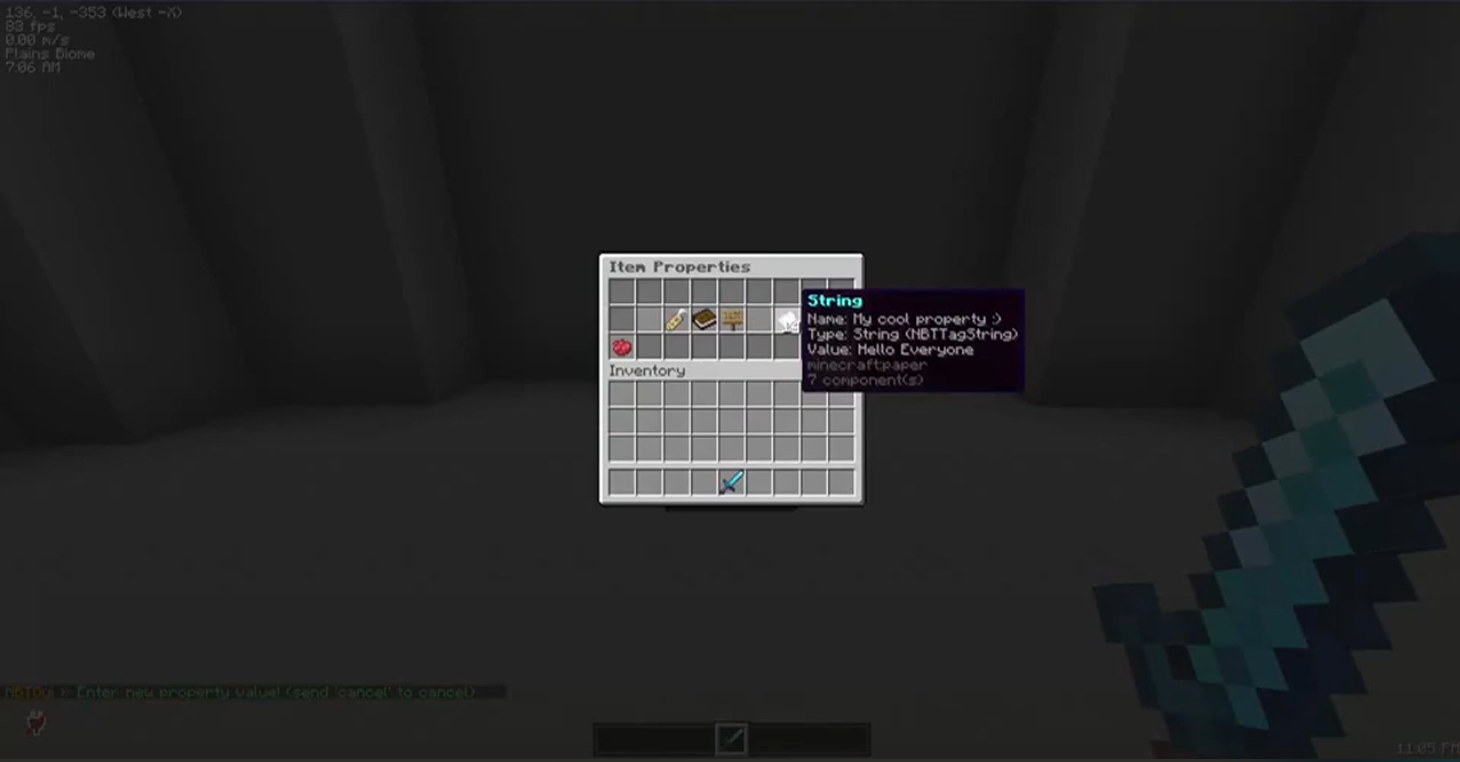 136, -1, -353 (West -X)
83 fps
0.00 m/s
Plains Biome
7:06 AM
Item Properties
String
Name: My cool property :)
Type: String (NBTTagString)
Value: Hello Everyone
minecraft:paper
7 component(s)
Inventory
NBTGui » Enter new property value! (send 'cancel' to cancel)
11:05 PM